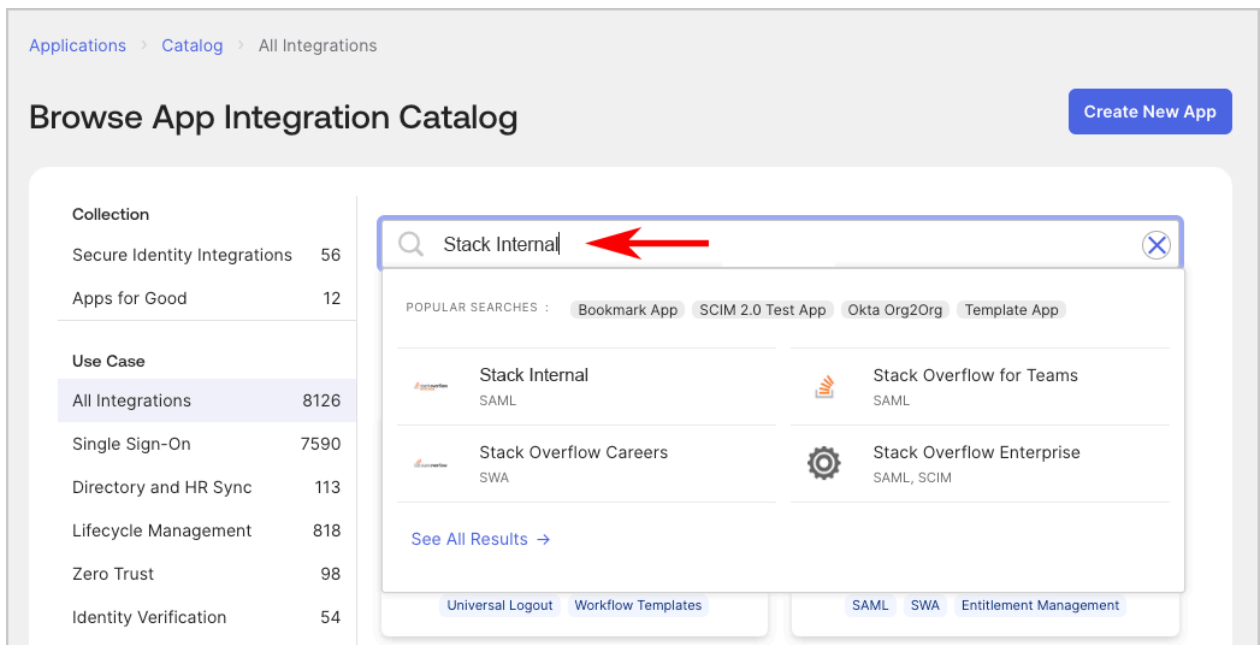 Applications > Catalog > All Integrations
Browse App Integration Catalog
Create New App
Collection
Secure Identity Integrations 56
Apps for Good 12
Use Case
All Integrations 8126
Single Sign-On 7590
Directory and HR Sync 113
Lifecycle Management 818
Zero Trust 98
Identity Verification 54
Stack Internal
POPULAR SEARCHES : Bookmark App SCIM 2.0 Test App Okta Org2Org Template App
Stack Internal
SAML
Stack Overflow for Teams
SAML
Stack Overflow Careers
SWA
Stack Overflow Enterprise
SAML, SCIM
See All Results →
Universal Logout Workflow Templates
SAML SWA Entitlement Management